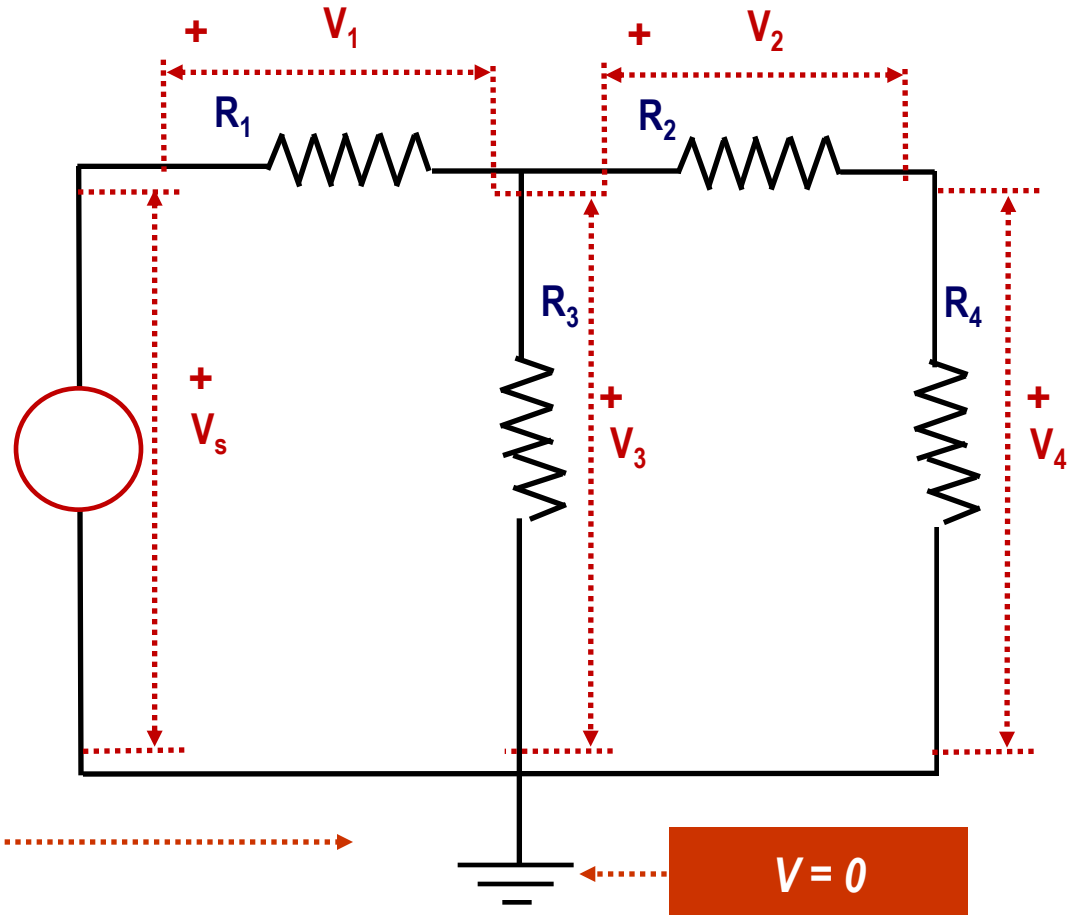 + V₁
+ V₂
R₁
R₂
R₃
R₄
+
Vₛ
+
V₃
+
V₄
V = 0